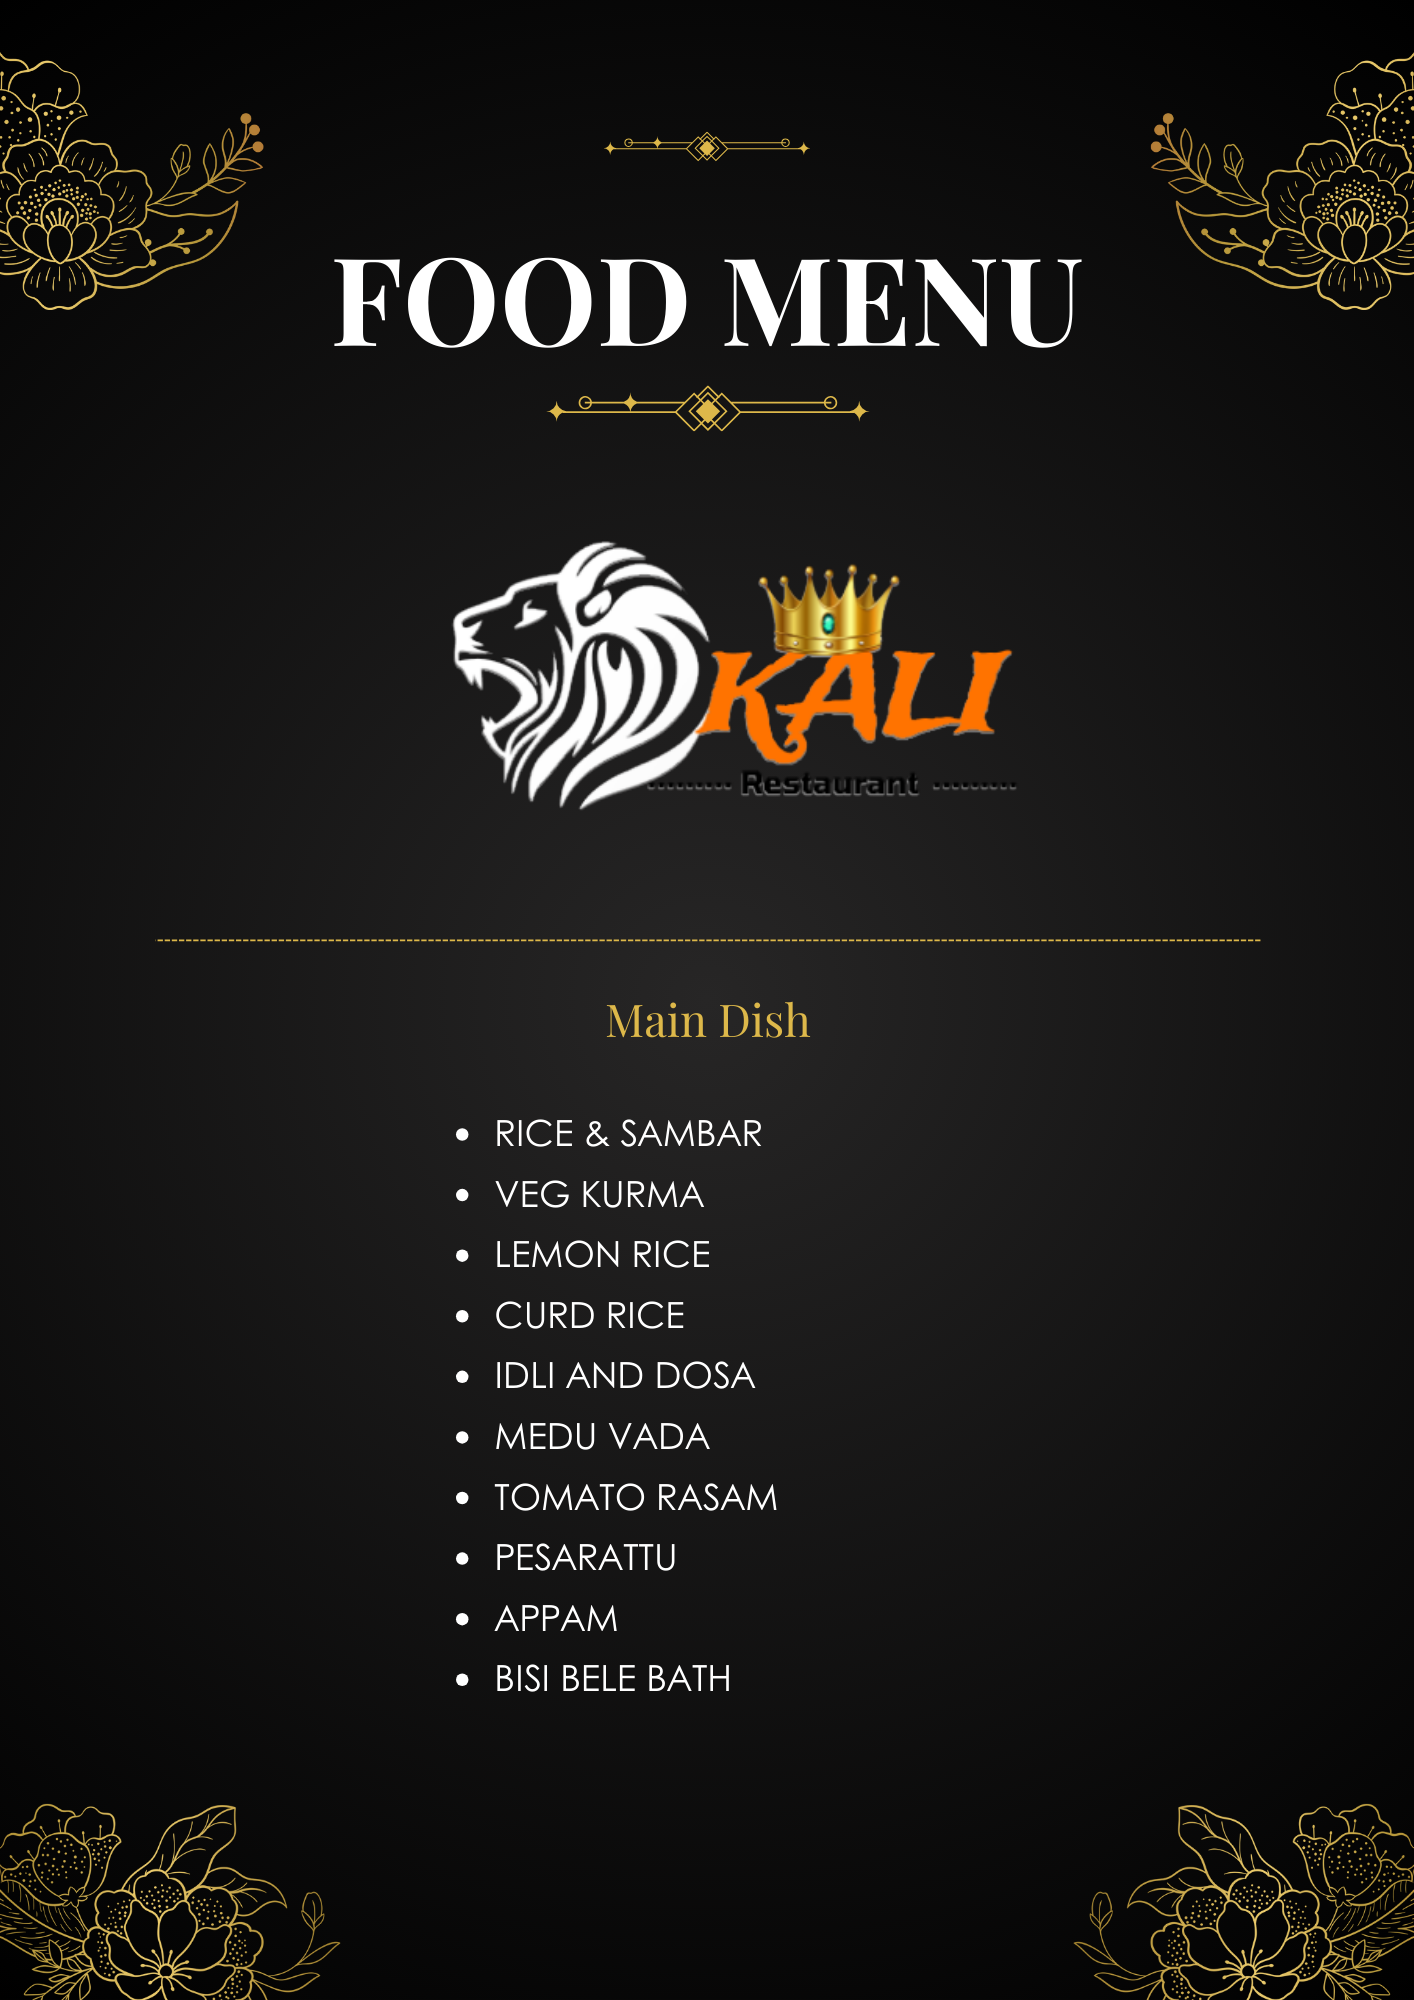 FOOD MENU
KALI
Restaurant
Main Dish
RICE & SAMBAR
VEG KURMA
LEMON RICE
CURD RICE
IDLI AND DOSA
MEDU VADA
TOMATO RASAM
PESARATTU
APPAM
BISI BELE BATH